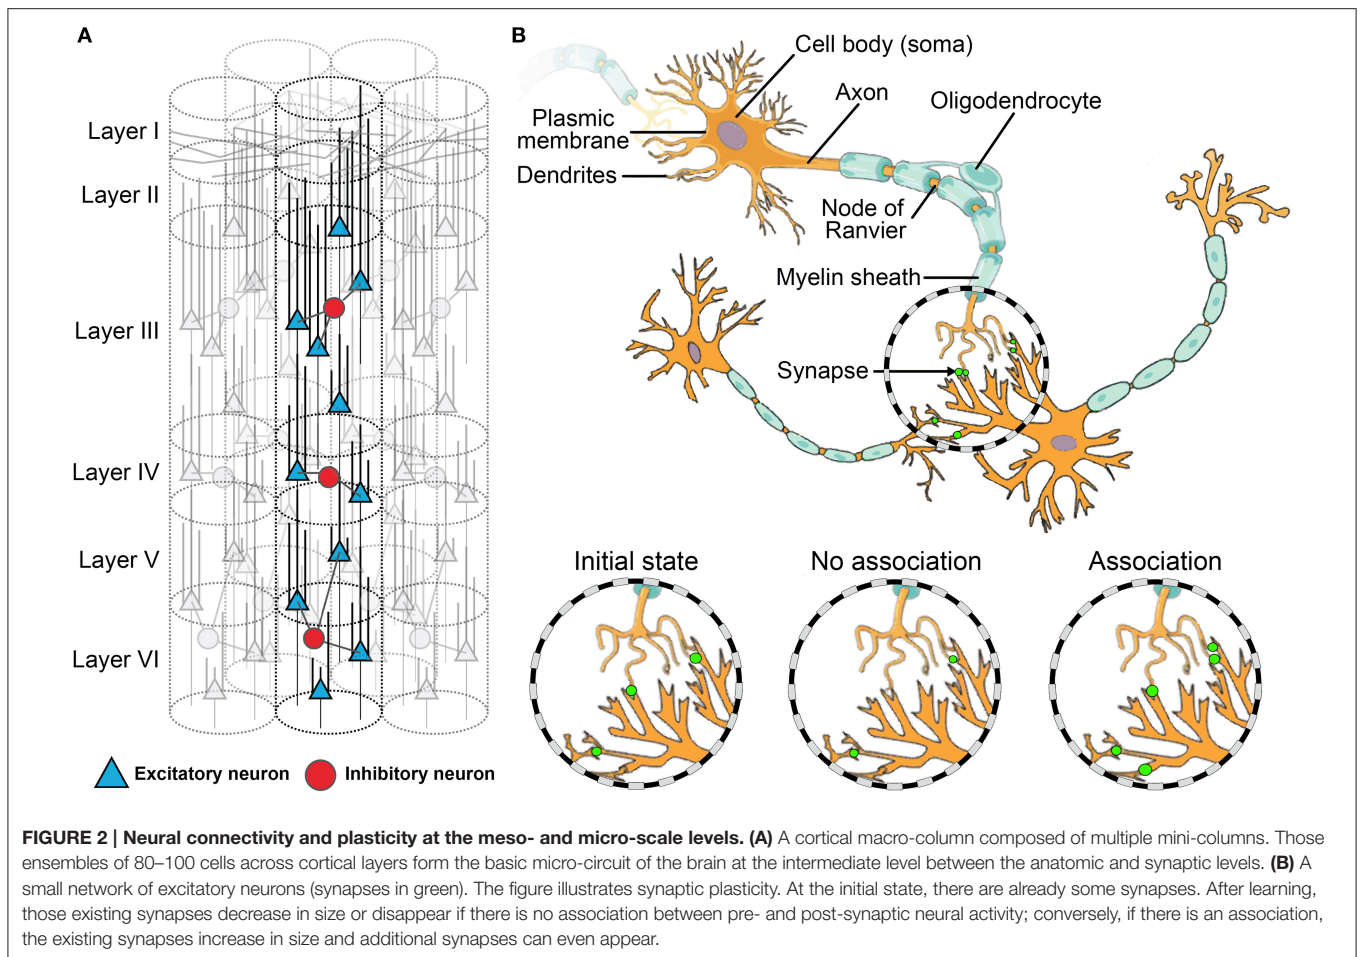 A
Layer I
Layer II
Layer III
Layer IV
Layer V
Layer VI
Excitatory neuron
Inhibitory neuron
B
Cell body (soma)
Axon
Oligodendrocyte
Plasmic
membrane
Dendrites
Node of
Ranvier
Myelin sheath
Synapse
Initial state
No association
Association
FIGURE 2 | Neural connectivity and plasticity at the meso- and micro-scale levels. (A) A cortical macro-column composed of multiple mini-columns. Those
ensembles of 80–100 cells across cortical layers form the basic micro-circuit of the brain at the intermediate level between the anatomic and synaptic levels. (B) A
small network of excitatory neurons (synapses in green). The figure illustrates synaptic plasticity. At the initial state, there are already some synapses. After learning,
those existing synapses decrease in size or disappear if there is no association between pre- and post-synaptic neural activity; conversely, if there is an association,
the existing synapses increase in size and additional synapses can even appear.